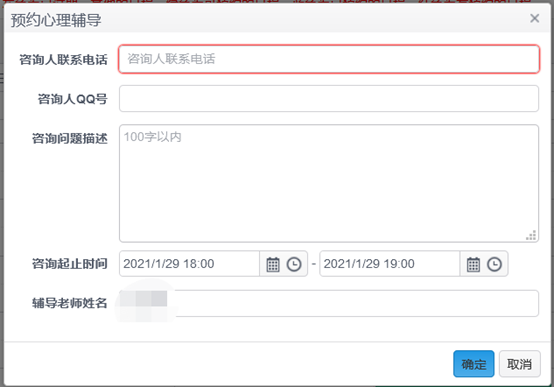 预约心理辅导
×
咨询人联系电话 咨询人联系电话
咨询人QQ号
咨询问题描述 100字以内
咨询起止时间 2021/1/29 18:00 - 2021/1/29 19:00
辅导老师姓名
确定 取消